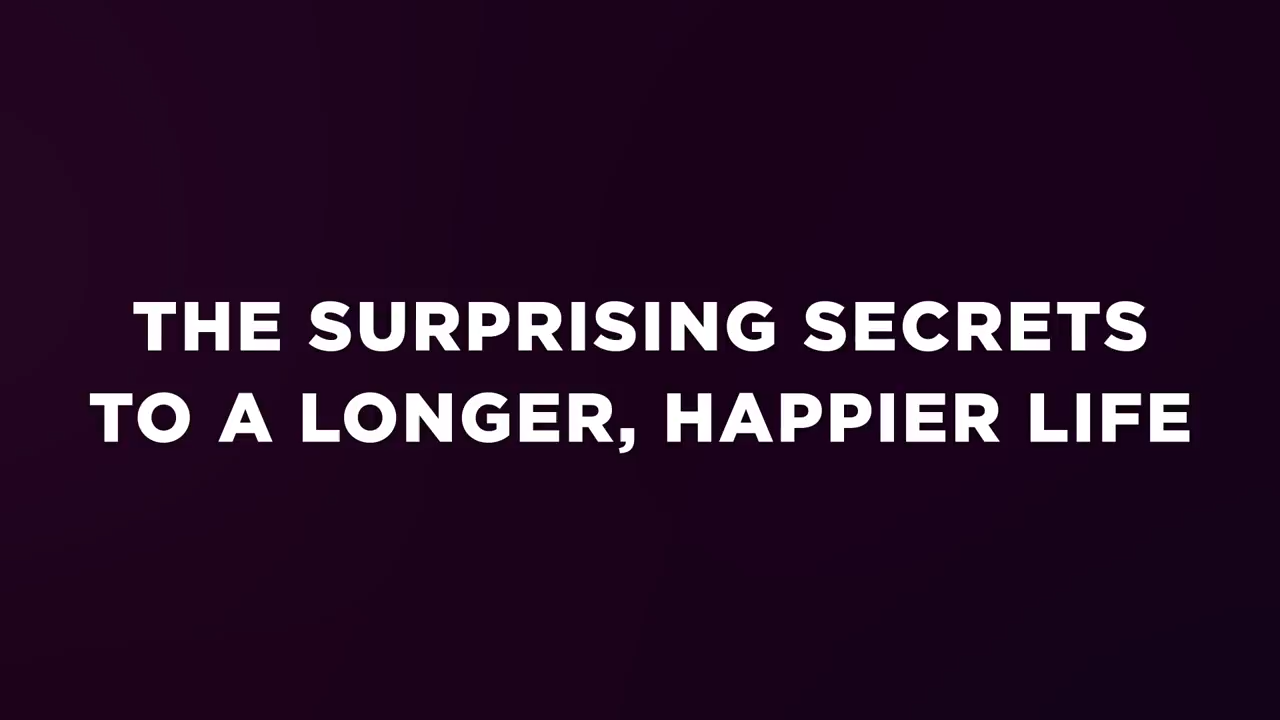 THE SURPRISING SECRETS
TO A LONGER, HAPPIER LIFE